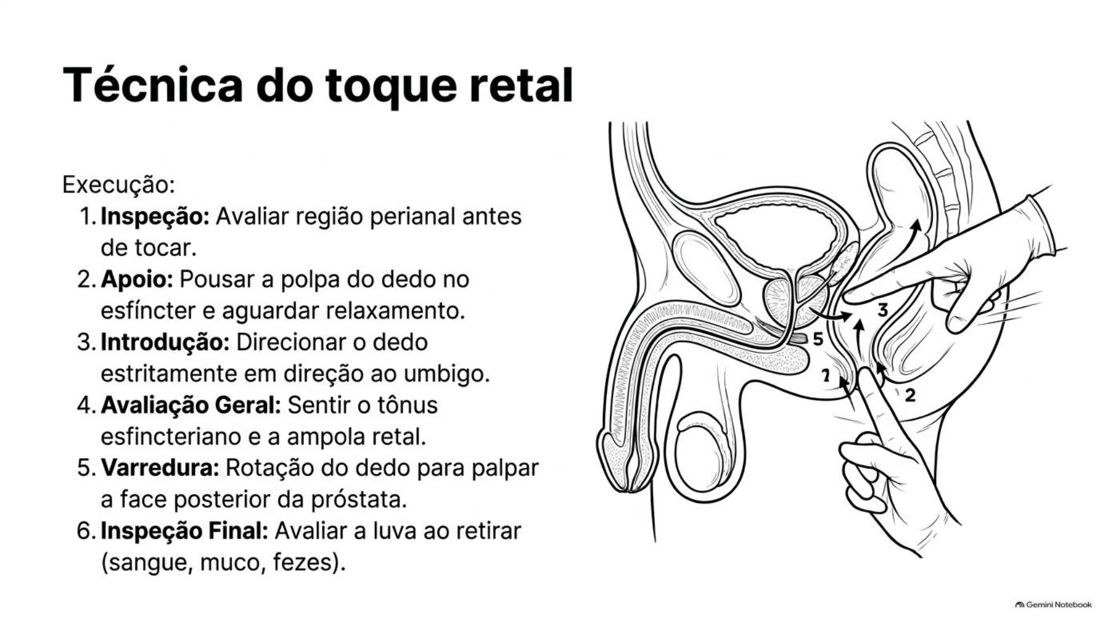 Técnica do toque retal
Execução:
1. Inspeção: Avaliar região perianal antes
de tocar.
2. Apoio: Pousar a polpa do dedo no
esfíncter e aguardar relaxamento.
3. Introdução: Direcionar o dedo
estritamente em direção ao umbigo.
4. Avaliação Geral: Sentir o tônus
esfincteriano e a ampola retal.
5. Varredura: Rotação do dedo para palpar
a face posterior da próstata.
6. Inspeção Final: Avaliar a luva ao retirar
(sangue, muco, fezes).
3
5
1
2
Gemini Notebook